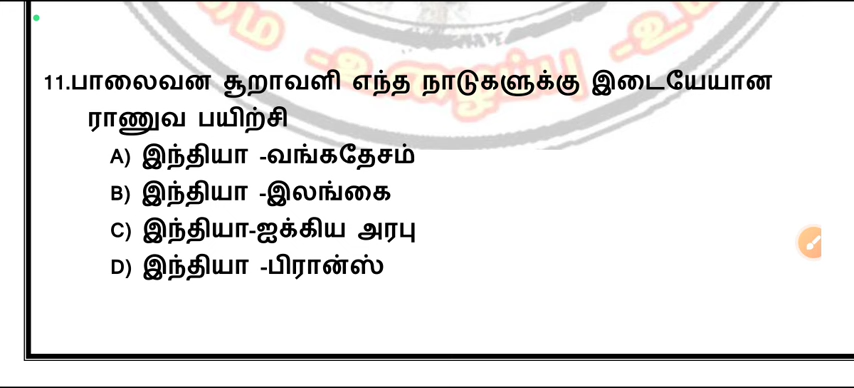 11.பாலைவன சூறாவளி எந்த நாடுகளுக்கு இடையேயான
ராணுவ பயிற்சி
A) இந்தியா -வங்கதேசம்
B) இந்தியா -இலங்கை
C) இந்தியா-ஐக்கிய அரபு
D) இந்தியா -பிரான்ஸ்